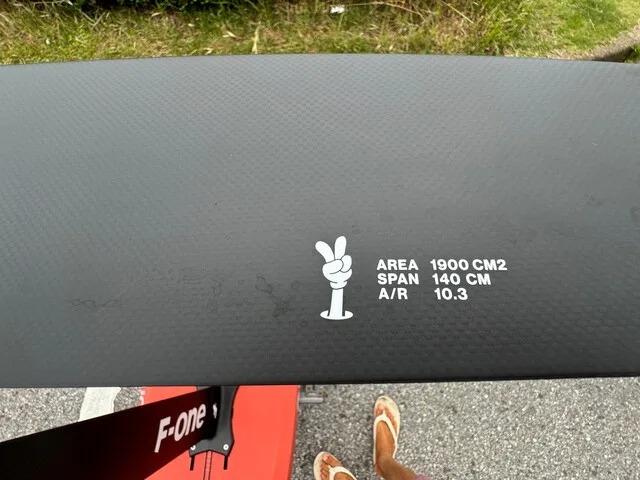 AREA 1900 CM2
SPAN 140 CM
A/R 10.3
F-one